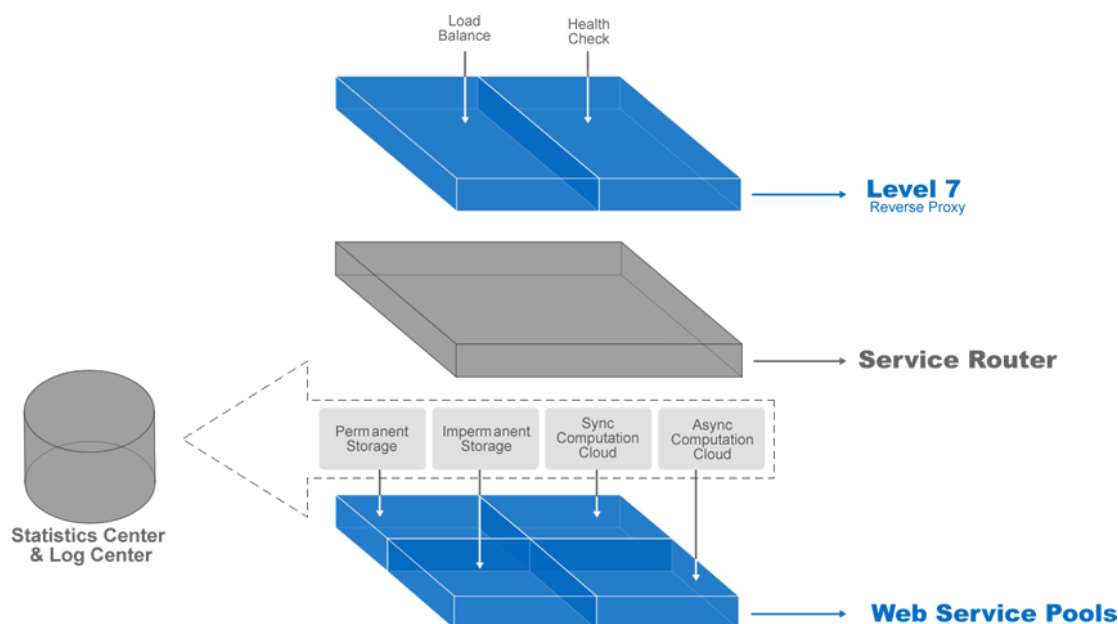 Load
Balance
Health
Check
Level 7
Reverse Proxy
Service Router
Permanent
Storage
Impermanent
Storage
Sync
Computation
Cloud
Async
Computation
Cloud
Statistics Center
& Log Center
Web Service Pools